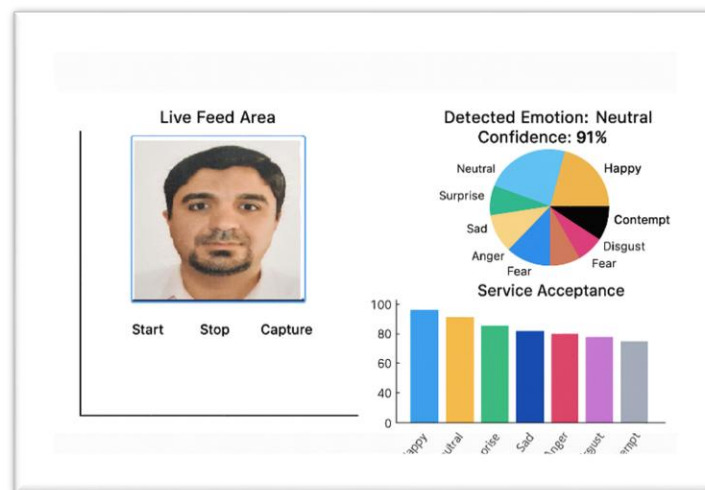 Live Feed Area
Start Stop Capture
Detected Emotion: Neutral
Confidence: 91%
Neutral
Happy
Surprise
Contempt
Sad
Disgust
Anger
Fear
Fear
Service Acceptance
100
80
60
40
0
Sad